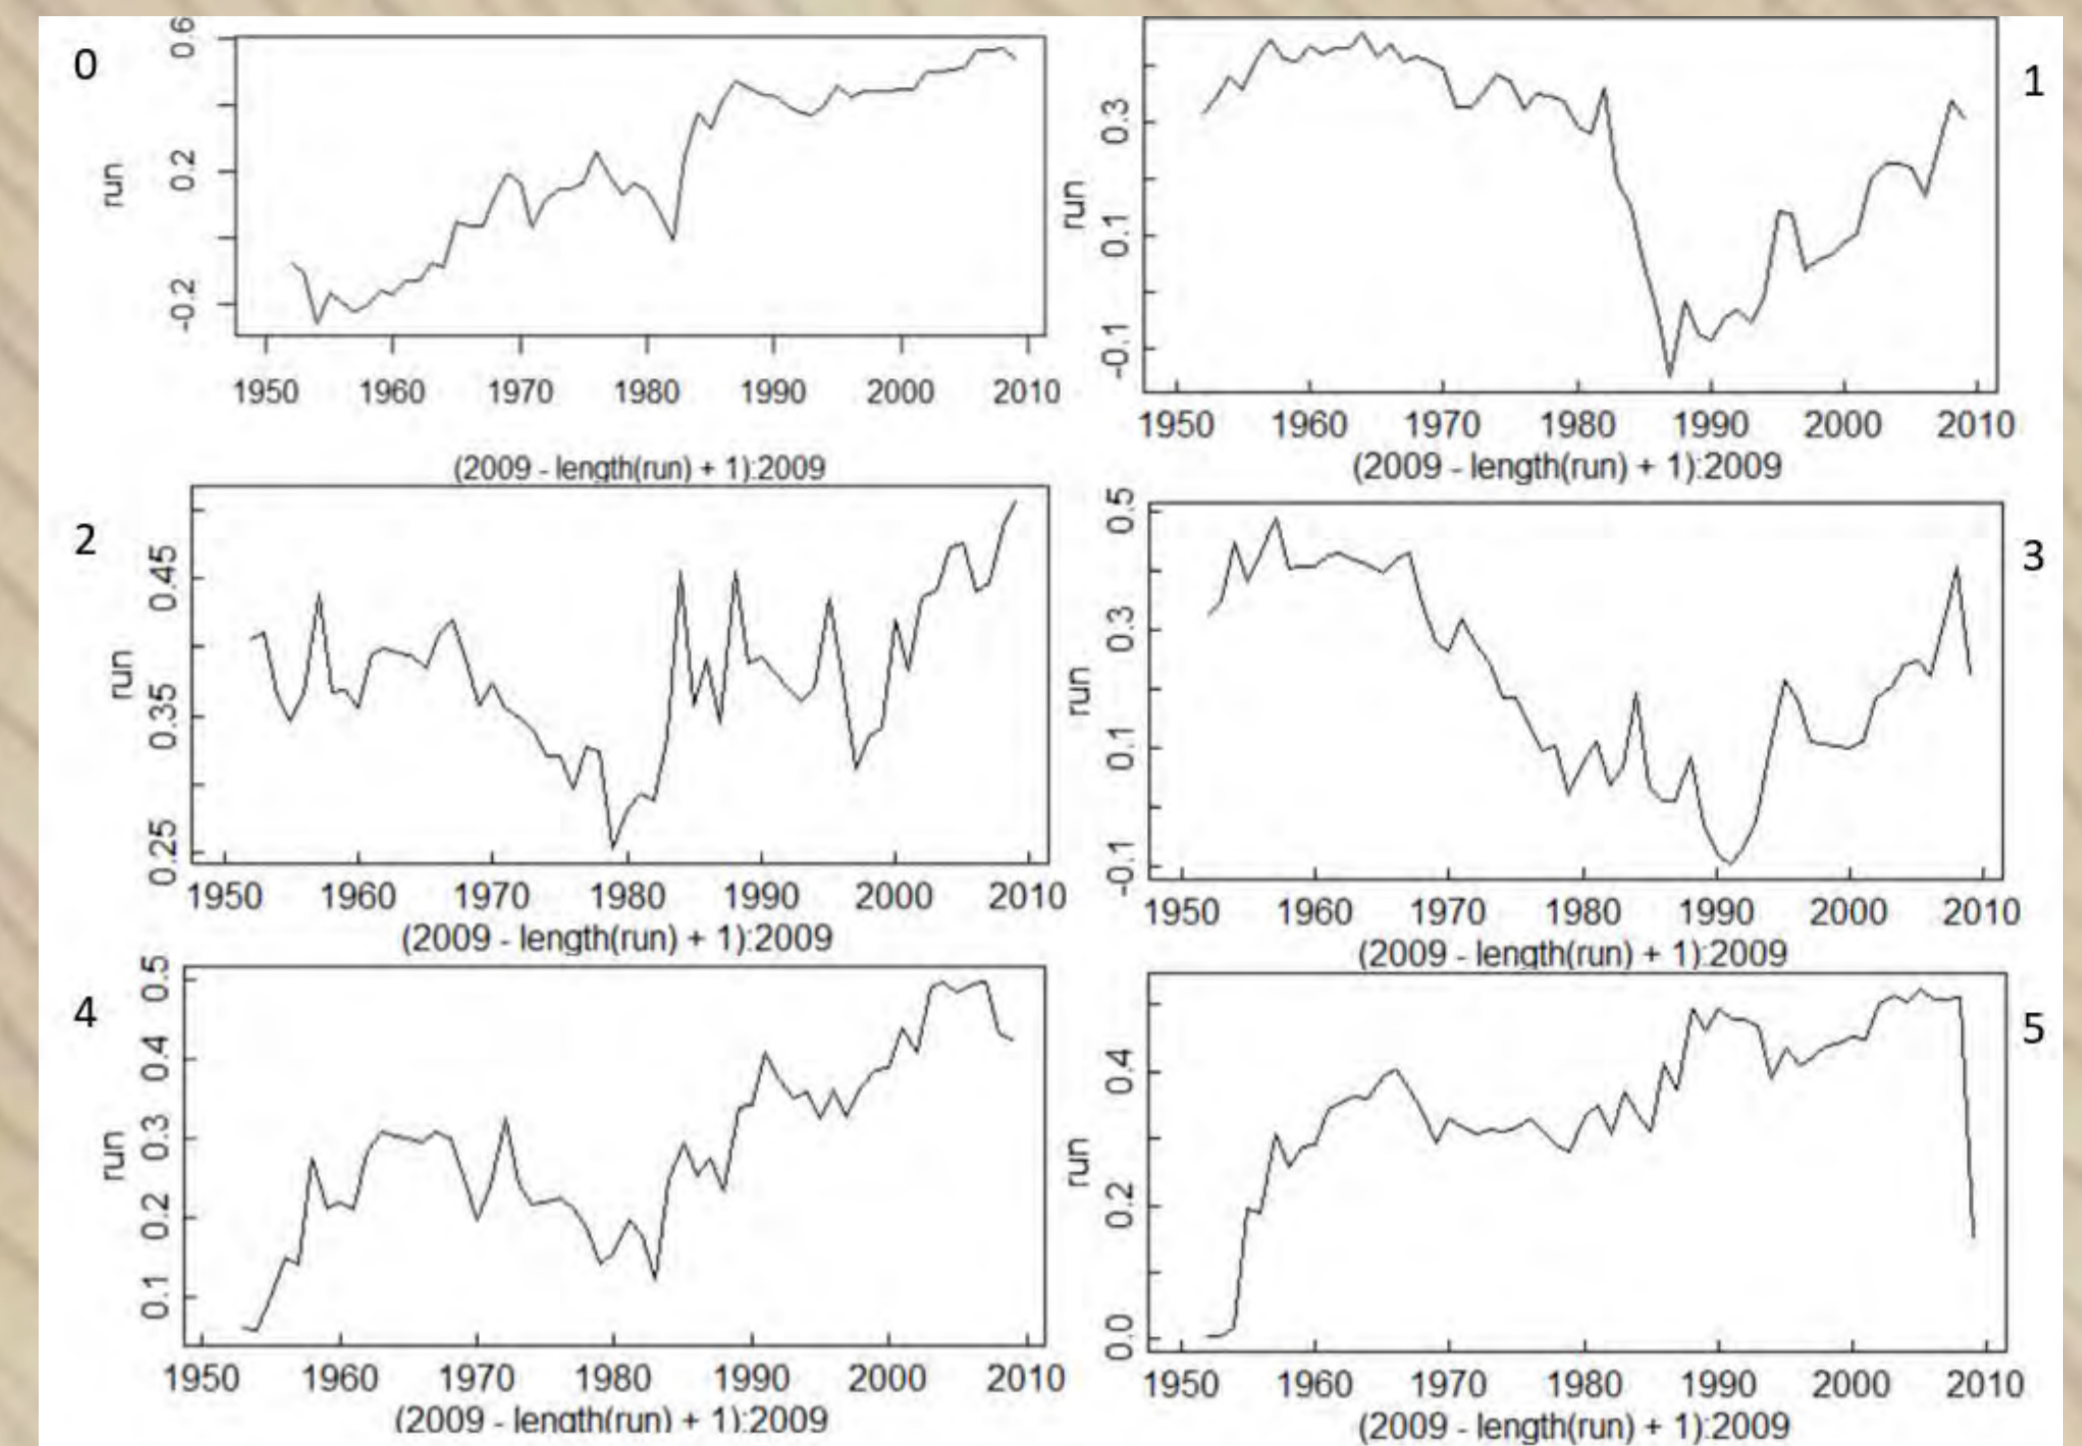 0
run
-0.2 0.2 0.6
1950 1960 1970 1980 1990 2000 2010
(2009 - length(run) + 1):2009
1
run
-0.1 0.1 0.3
1950 1960 1970 1980 1990 2000 2010
(2009 - length(run) + 1):2009
2
run
0.25 0.35 0.45
1950 1960 1970 1980 1990 2000 2010
(2009 - length(run) + 1):2009
3
run
-0.1 0.1 0.3 0.5
1950 1960 1970 1980 1990 2000 2010
(2009 - length(run) + 1):2009
4
run
0.1 0.2 0.3 0.4 0.5
1950 1960 1970 1980 1990 2000 2010
(2009 - length(run) + 1):2009
5
run
0.0 0.2 0.4
1950 1960 1970 1980 1990 2000 2010
(2009 - length(run) + 1):2009